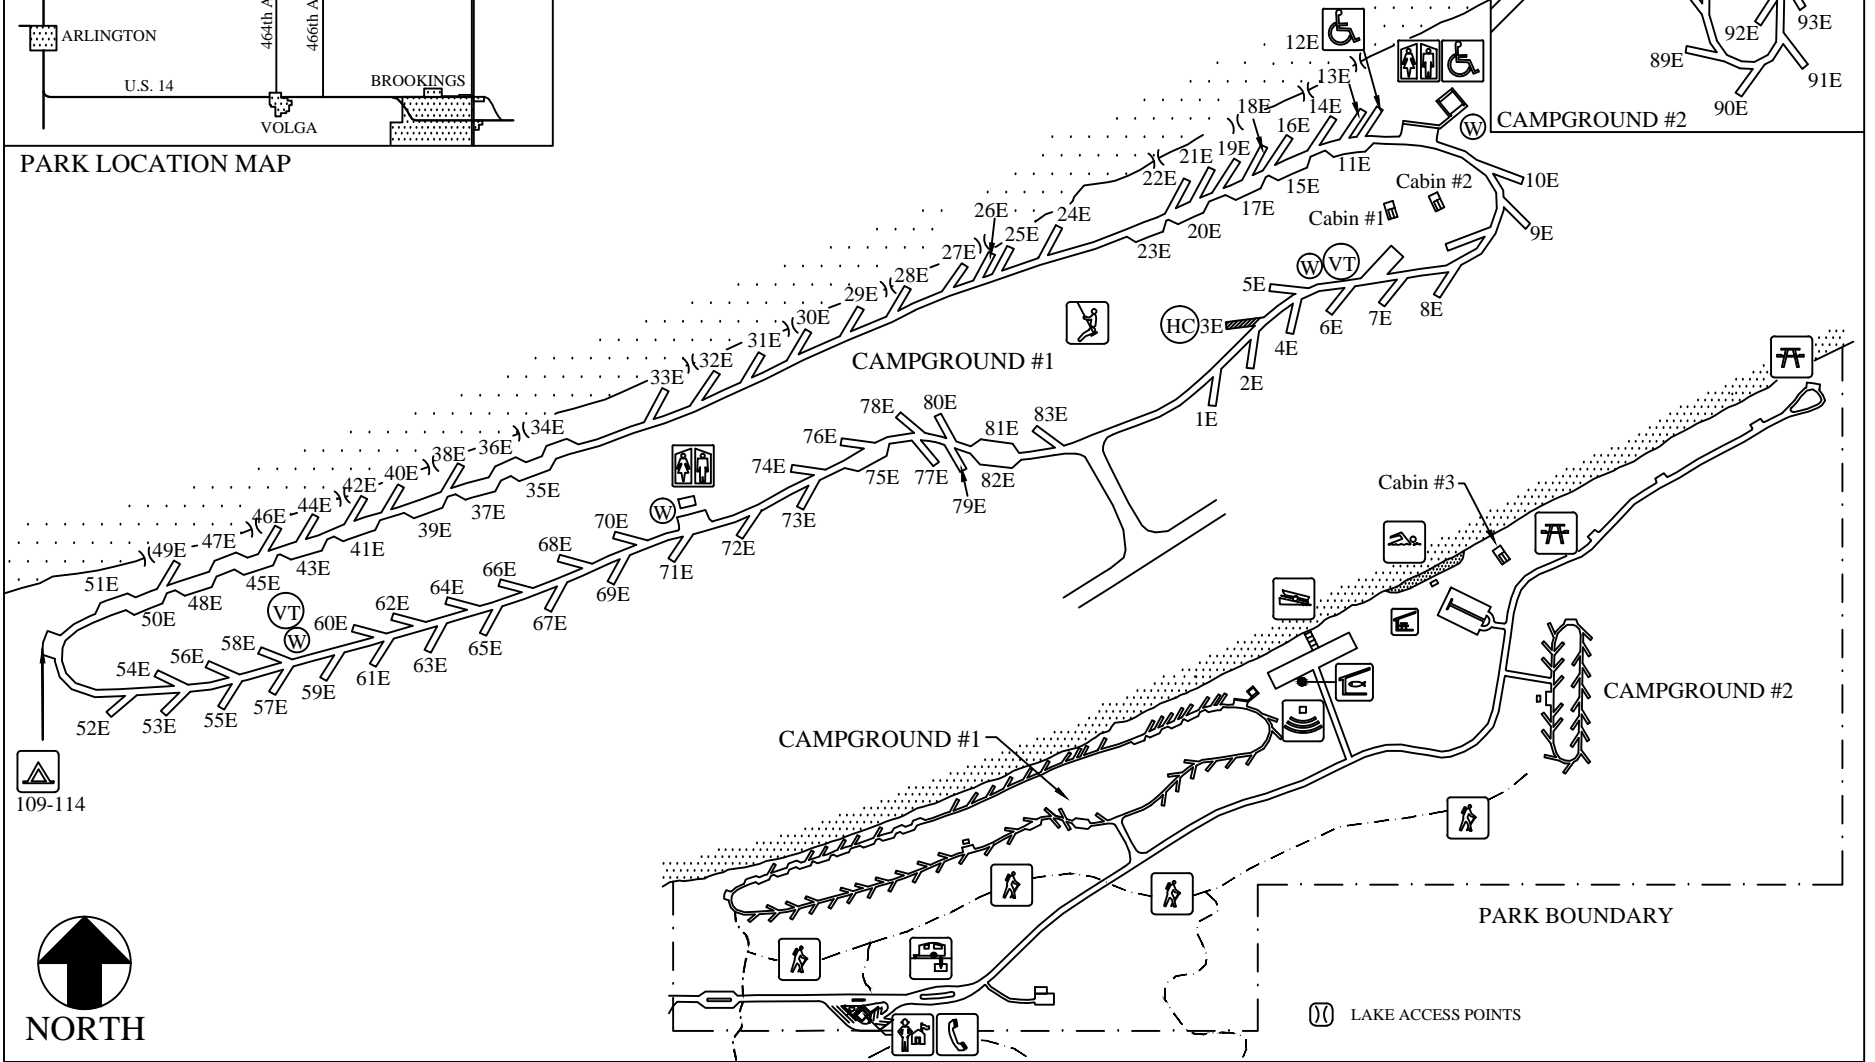 ARLINGTON
464th A
466th A
U.S. 14
BROOKINGS
VOLGA
PARK LOCATION MAP
92E
93E
89E
91E
90E
CAMPGROUND #2
12E
13E
18E
14E
16E
19E
21E
22E
11E
15E
17E
20E
23E
10E
9E
Cabin #2
Cabin #1
W
26E
24E
25E
27E
28E
29E
30E
31E
32E
33E
W
VT
5E
HC
3E
8E
7E
6E
4E
2E
1E
CAMPGROUND #1
78E
80E
81E
83E
76E
74E
75E
77E
82E
79E
73E
34E
36E
38E
40E
42E
44E
46E
47E
49E
51E
35E
37E
39E
41E
43E
45E
48E
50E
W
70E
72E
71E
68E
69E
66E
67E
64E
65E
62E
63E
60E
61E
VT
W
58E
59E
56E
57E
54E
55E
53E
52E
109-114
Cabin #3
CAMPGROUND #2
CAMPGROUND #1
PARK BOUNDARY
NORTH
LAKE ACCESS POINTS